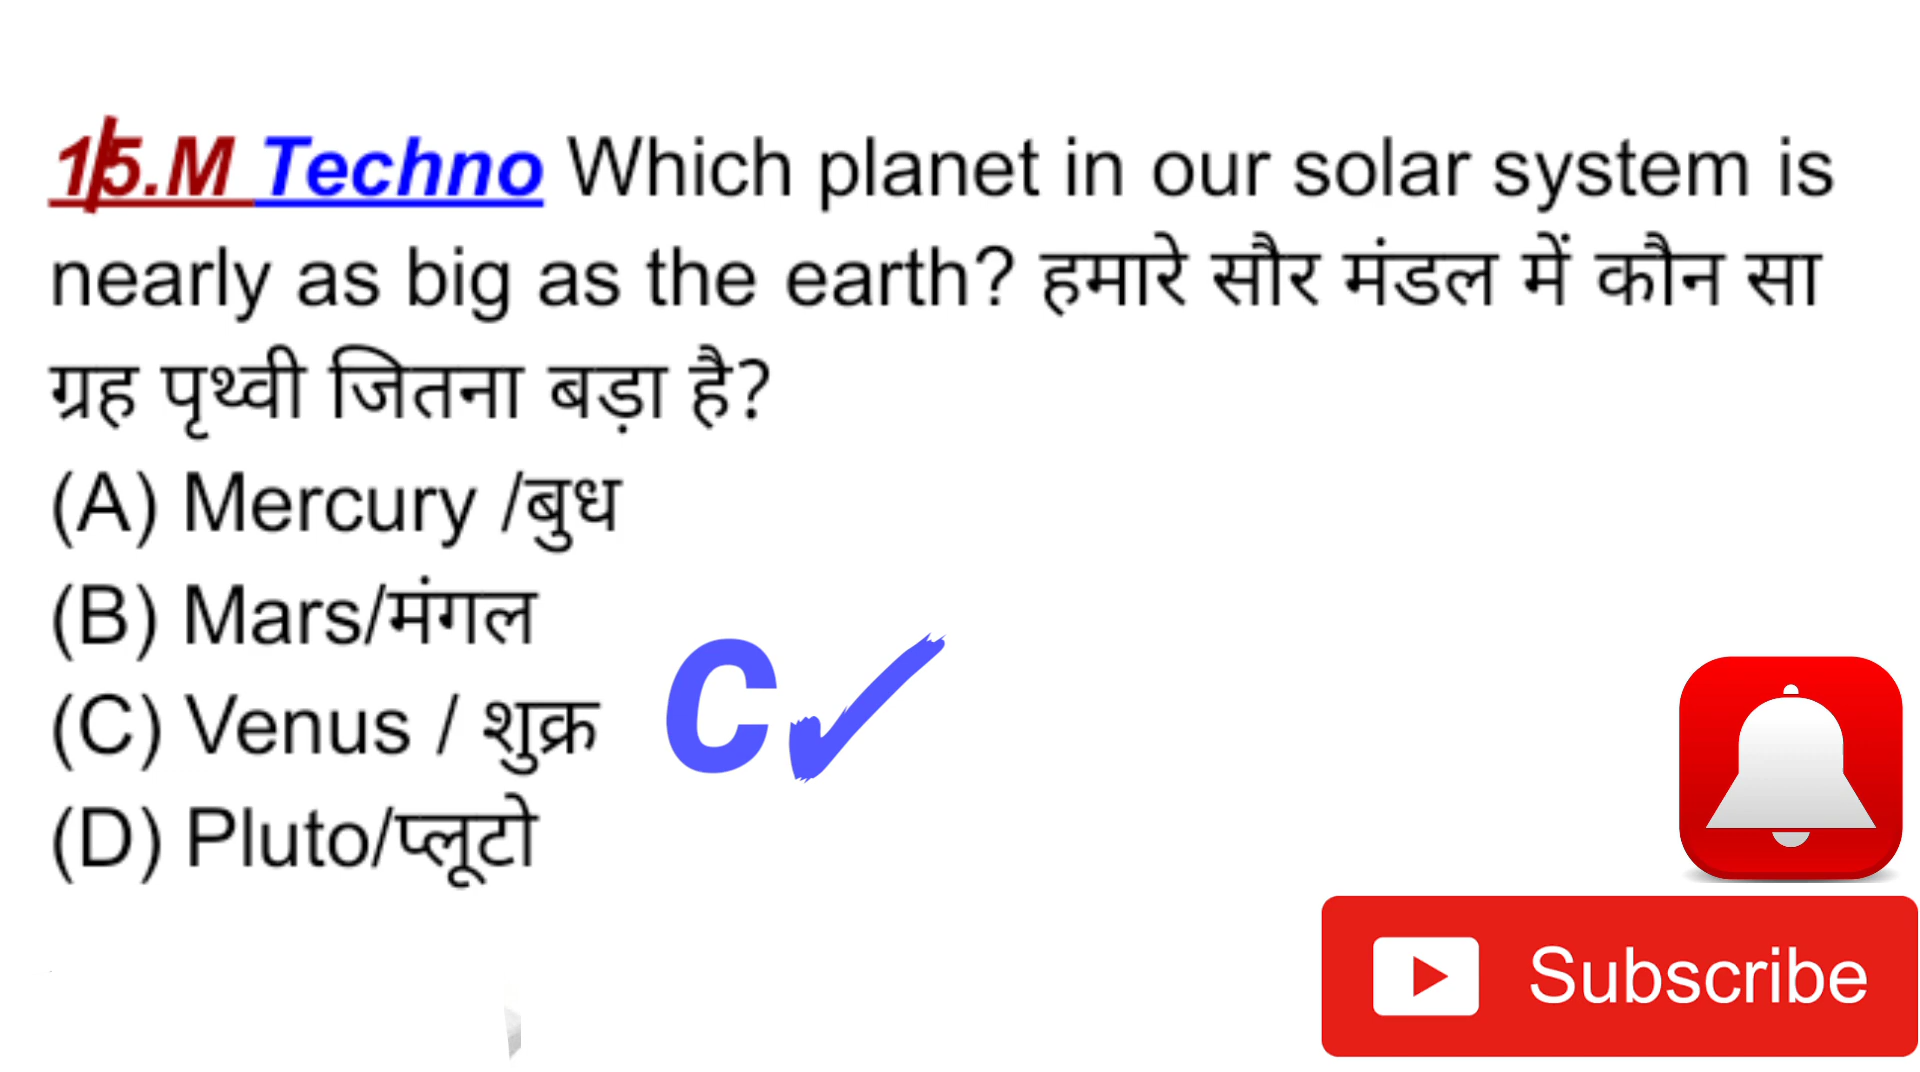 15.M Techno Which planet in our solar system is
nearly as big as the earth? हमारे सौर मंडल में कौन सा
ग्रह पृथ्वी जितना बड़ा है?
(A) Mercury /बुध
(B) Mars/मंगल
(C) Venus / शुक्र
C✓
(D) Pluto/प्लूटो
Subscribe